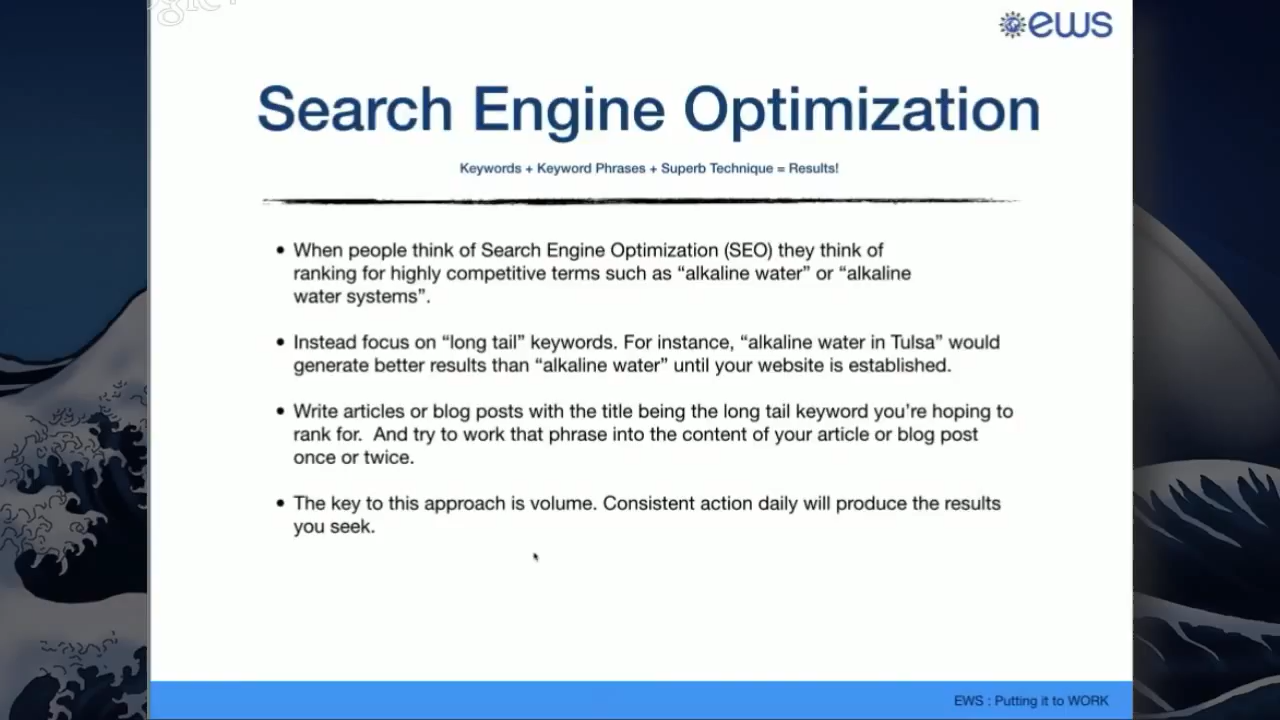 ews
Search Engine Optimization
Keywords + Keyword Phrases + Superb Technique = Results!
• When people think of Search Engine Optimization (SEO) they think of
ranking for highly competitive terms such as “alkaline water” or “alkaline
water systems”.
• Instead focus on “long tail” keywords. For instance, “alkaline water in Tulsa” would
generate better results than “alkaline water” until your website is established.
• Write articles or blog posts with the title being the long tail keyword you’re hoping to
rank for.  And try to work that phrase into the content of your article or blog post
once or twice.
• The key to this approach is volume. Consistent action daily will produce the results
you seek.
EWS : Putting it to WORK